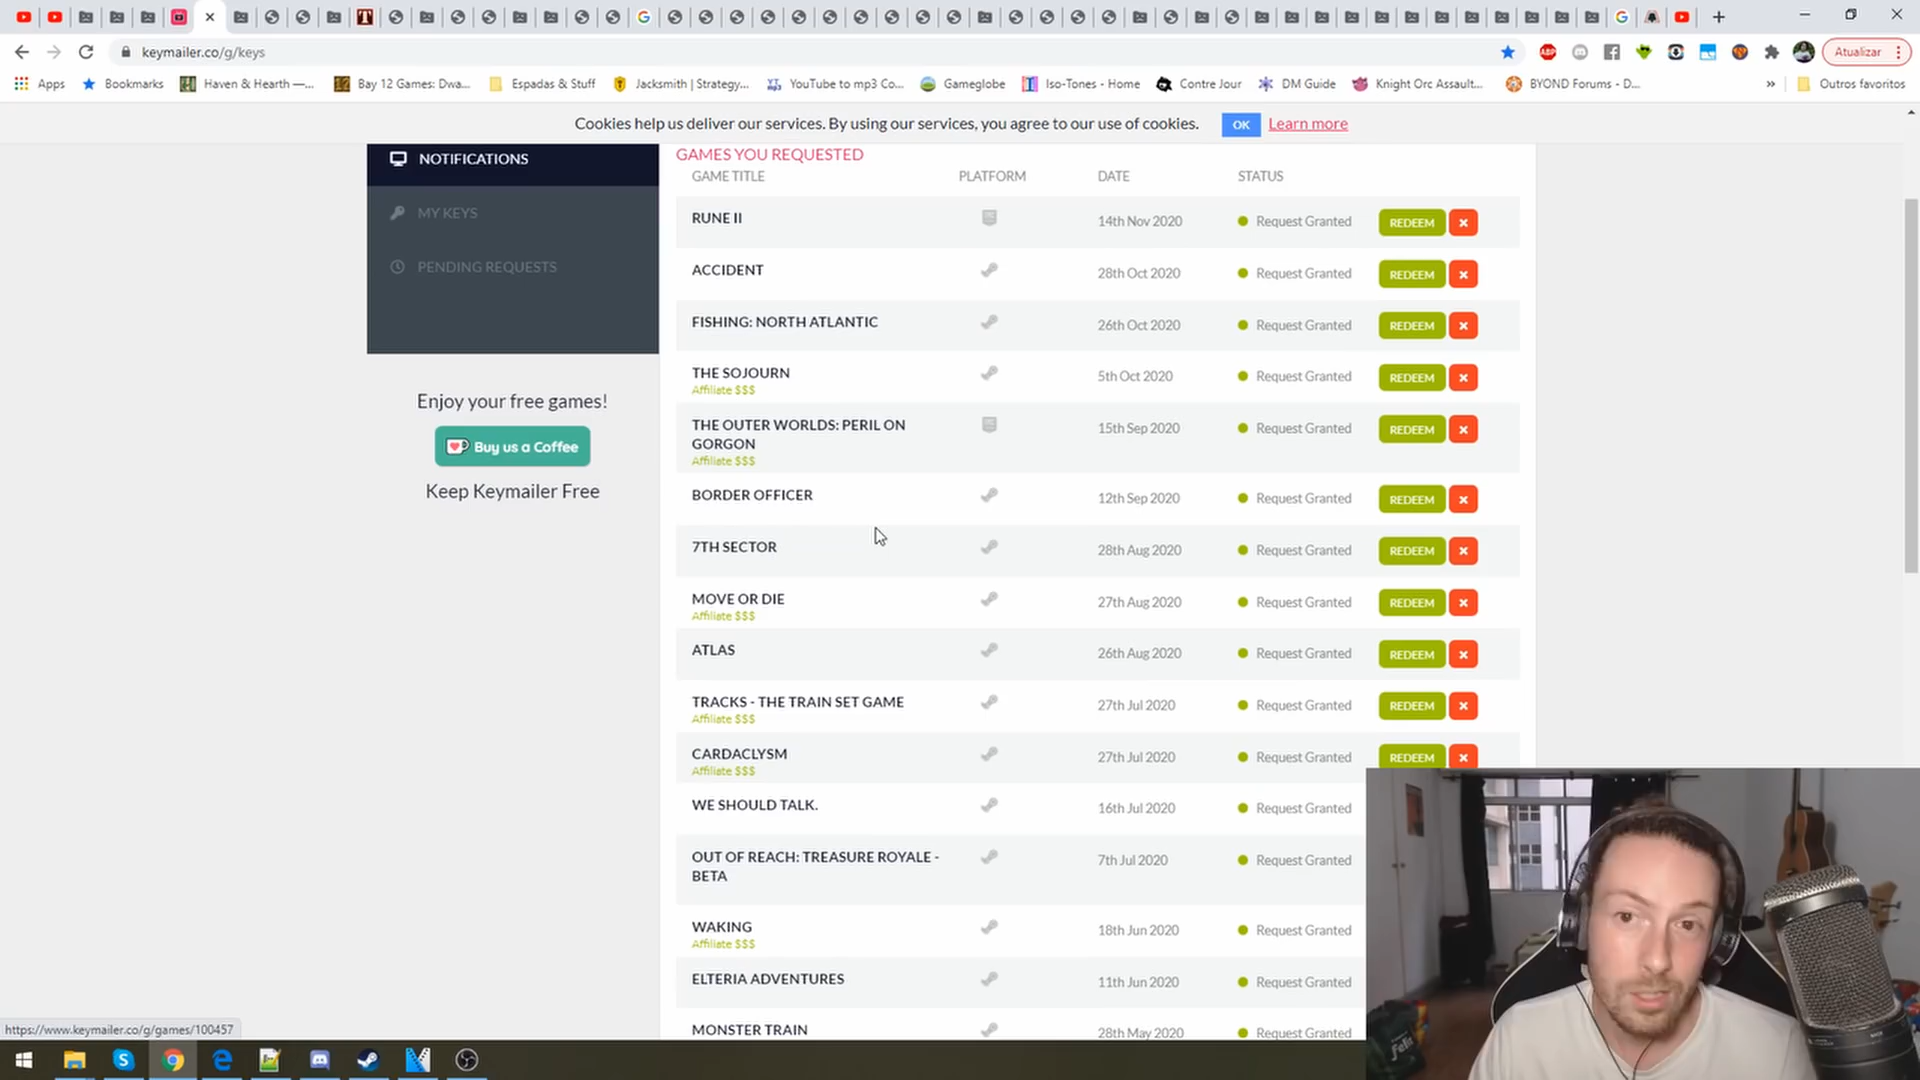 keymailer.co/g/keys
Atualizar
Apps
Bookmarks
Haven & Hearth —...
Bay 12 Games: Dwa...
Espadas & Stuff
Jacksmith | Strategy...
YouTube to mp3 Co...
Gameglobe
Iso-Tones - Home
Contre Jour
DM Guide
Knight Orc Assault...
BYOND Forums - D...
»
Outros favoritos
Cookies help us deliver our services. By using our services, you agree to our use of cookies.
OK
Learn more
NOTIFICATIONS
MY KEYS
PENDING REQUESTS
Enjoy your free games!
Buy us a Coffee
Keep Keymailer Free
GAMES YOU REQUESTED
GAME TITLE PLATFORM DATE STATUS
RUNE II 14th Nov 2020 Request Granted REDEEM
ACCIDENT 28th Oct 2020 Request Granted REDEEM
FISHING: NORTH ATLANTIC 26th Oct 2020 Request Granted REDEEM
THE SOJOURN 5th Oct 2020 Request Granted REDEEM
Affiliate $$$
THE OUTER WORLDS: PERIL ON 15th Sep 2020 Request Granted REDEEM
GORGON
Affiliate $$$
BORDER OFFICER 12th Sep 2020 Request Granted REDEEM
7TH SECTOR 28th Aug 2020 Request Granted REDEEM
MOVE OR DIE 27th Aug 2020 Request Granted REDEEM
Affiliate $$$
ATLAS 26th Aug 2020 Request Granted REDEEM
TRACKS - THE TRAIN SET GAME 27th Jul 2020 Request Granted REDEEM
Affiliate $$$
CARDACLYSM 27th Jul 2020 Request Granted REDEEM
Affiliate $$$
WE SHOULD TALK. 16th Jul 2020 Request Granted
OUT OF REACH: TREASURE ROYALE - 7th Jul 2020 Request Granted
BETA
WAKING 18th Jun 2020 Request Granted
Affiliate $$$
ELTERIA ADVENTURES 11th Jun 2020 Request Granted
MONSTER TRAIN 28th May 2020 Request Granted
https://www.keymailer.co/g/games/100457